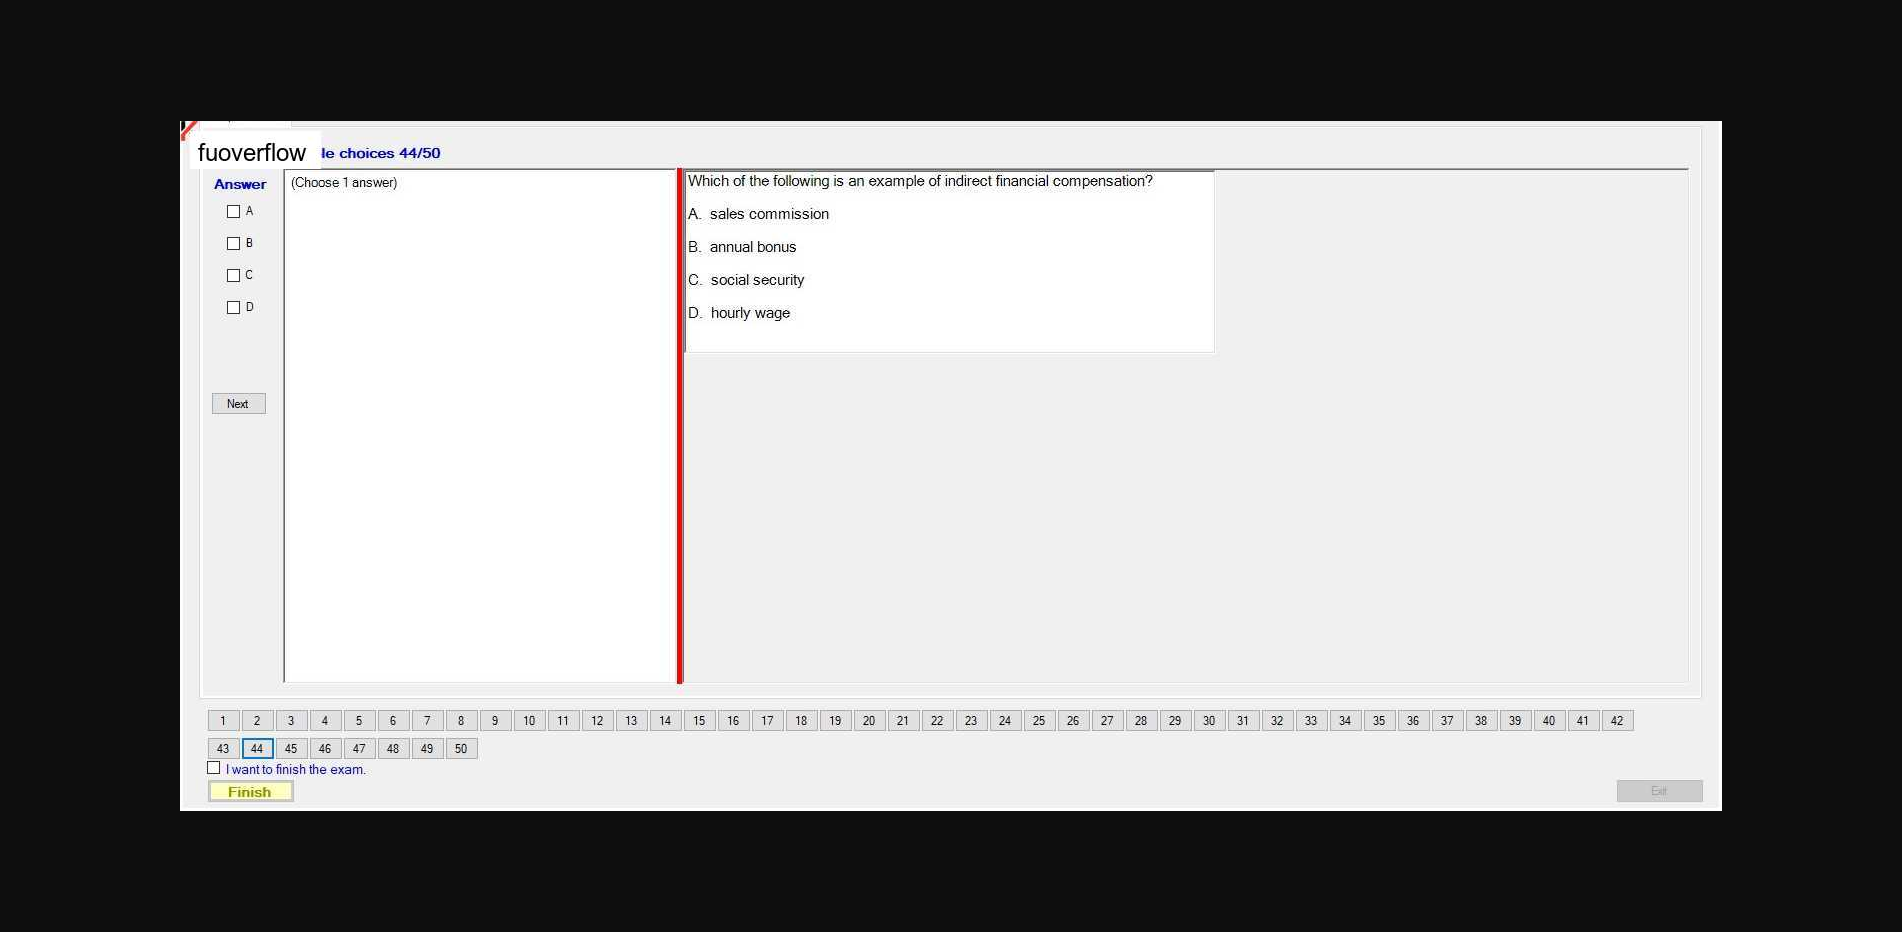 fuoverflow le choices 44/50
Answer
(Choose 1 answer)
A
B
C
D
Next
Which of the following is an example of indirect financial compensation?
A. sales commission
B. annual bonus
C. social security
D. hourly wage
1 2 3 4 5 6 7 8 9 10 11 12 13 14 15 16 17 18 19 20 21 22 23 24 25 26 27 28 29 30 31 32 33 34 35 36 37 38 39 40 41 42
43 44 45 46 47 48 49 50
I want to finish the exam.
Finish
Exit